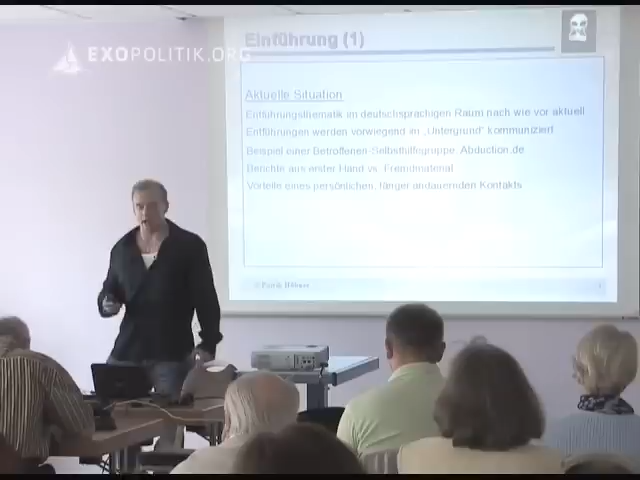 EXOPOLITIK.ORG
Einführung (1)
Aktuelle Situation
Entführungsthematik im deutschsprachigen Raum nach wie vor aktuell
Entführungen werden vorwiegend im „Untergrund“ kommuniziert
Beispiel einer Betroffenen-Selbsthilfegruppe: Abduction.de
Berichte aus erster Hand vs. Fremdmaterial
Vorteile eines persönlichen, länger andauernden Kontakts